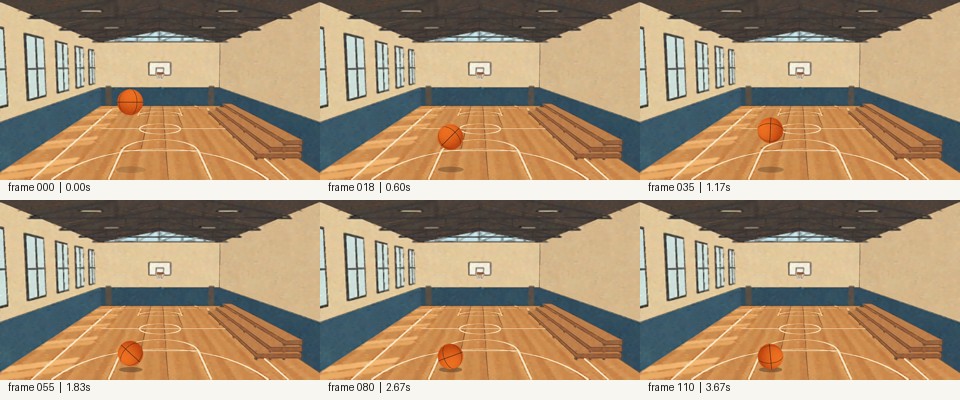 frame 000 | 0.00s
frame 018 | 0.60s
frame 035 | 1.17s
frame 055 | 1.83s
frame 080 | 2.67s
frame 110 | 3.67s